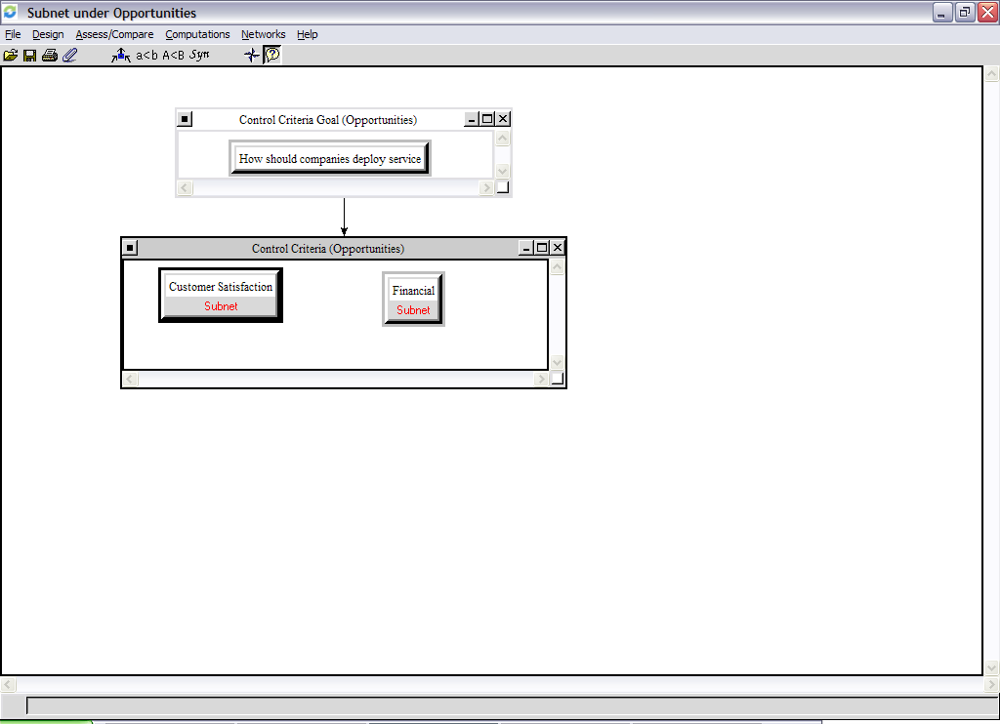 Subnet under Opportunities
File Design Assess/Compare Computations Networks Help
a<b A<B Syn
Control Criteria Goal (Opportunities)
How should companies deploy service
Control Criteria (Opportunities)
Customer Satisfaction Financial
Subnet Subnet